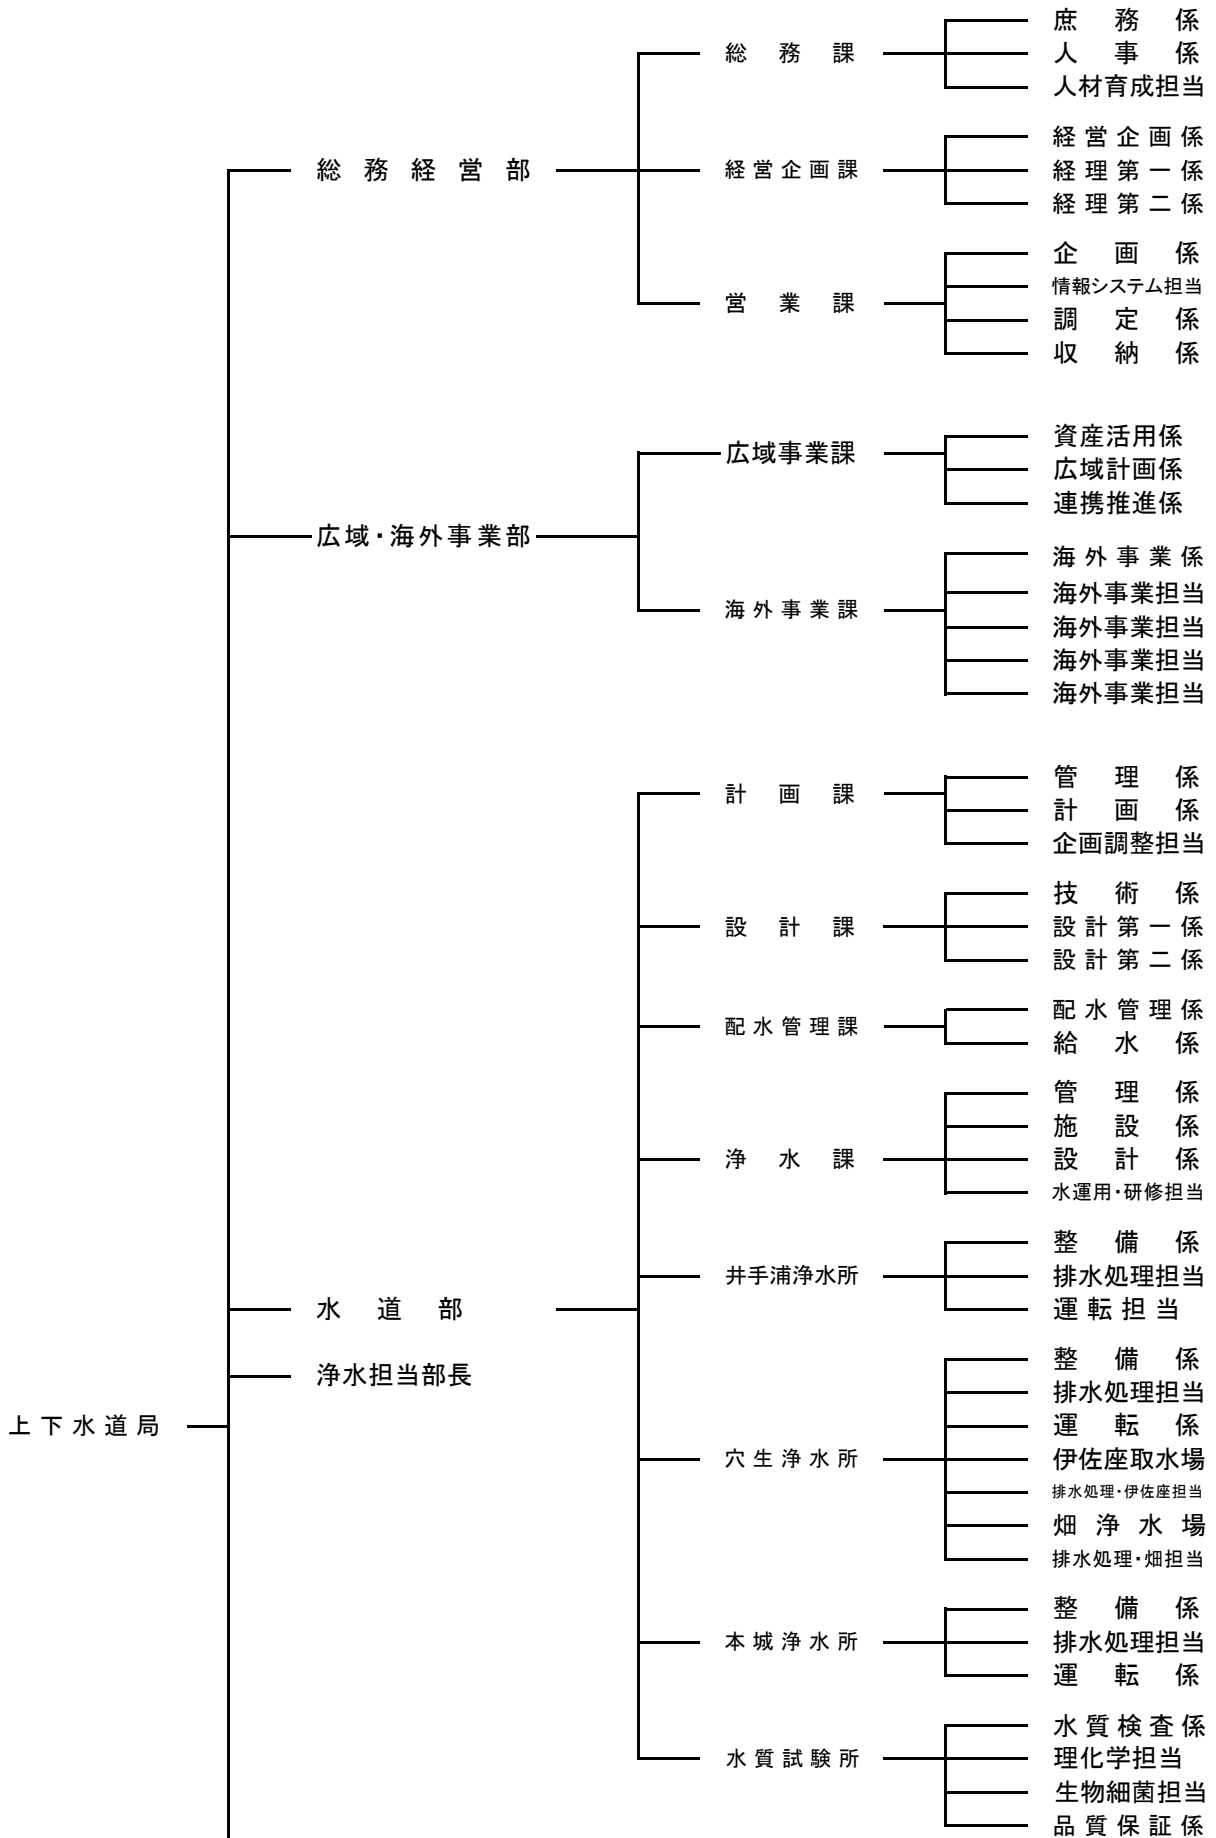 上下水道局
総務経営部
総務課
庶務係
人事係
人材育成担当
経営企画課
経営企画係
経理第一係
経理第二係
営業課
企画係
情報システム担当
調定係
収納係
広域・海外事業部
広域事業課
資産活用係
広域計画係
連携推進係
海外事業課
海外事業係
海外事業担当
海外事業担当
海外事業担当
海外事業担当
水道部
計画課
管理係
計画係
企画調整担当
設計課
技術係
設計第一係
設計第二係
配水管理課
配水管理係
給水係
浄水課
管理係
施設係
設計係
水運用・研修担当
井手浦浄水所
整備係
排水処理担当
運転担当
穴生浄水所
整備係
排水処理担当
運転係
伊佐座取水場
排水処理・伊佐座担当
畑浄水場
排水処理・畑担当
本城浄水所
整備係
排水処理担当
運転係
水質試験所
水質検査係
理化学担当
生物細菌担当
品質保証係
浄水担当部長